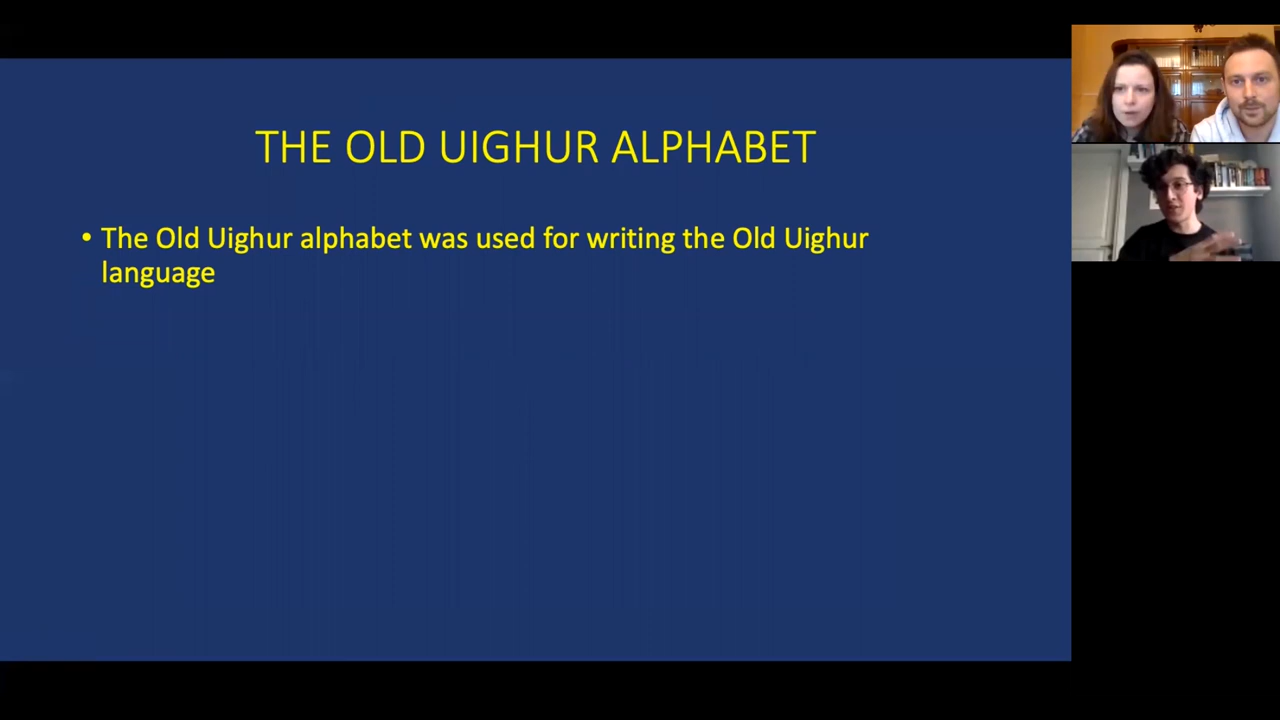 THE OLD UIGHUR ALPHABET
• The Old Uighur alphabet was used for writing the Old Uighur
language